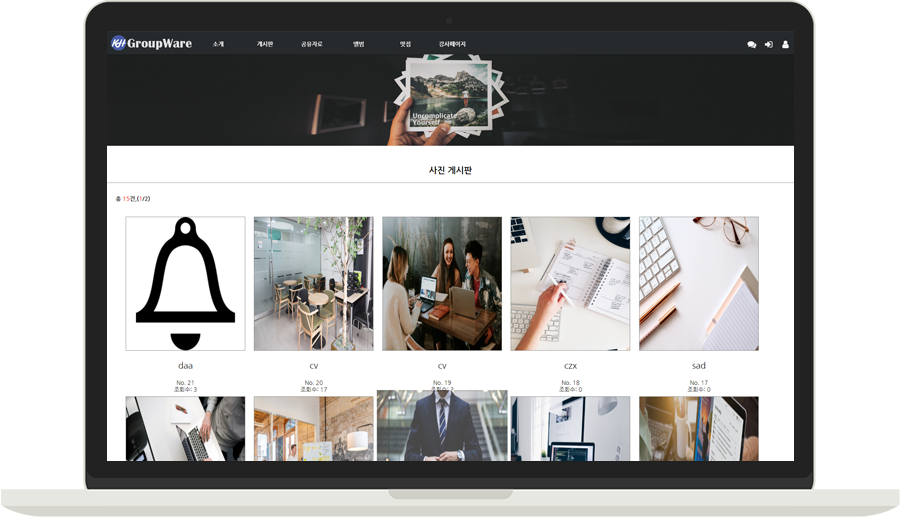 KH GroupWare 소개 게시판 공유자료 앨범 맛집 강사페이지
Uncomplicate
Yourself
사진 게시판
총 15건,(1/2)
daa cv cv czx sad
No. 21 No. 20 No. 19 No. 18 No. 17
조회수: 3 조회수: 17 조회수: 2 조회수: 0 조회수: 0